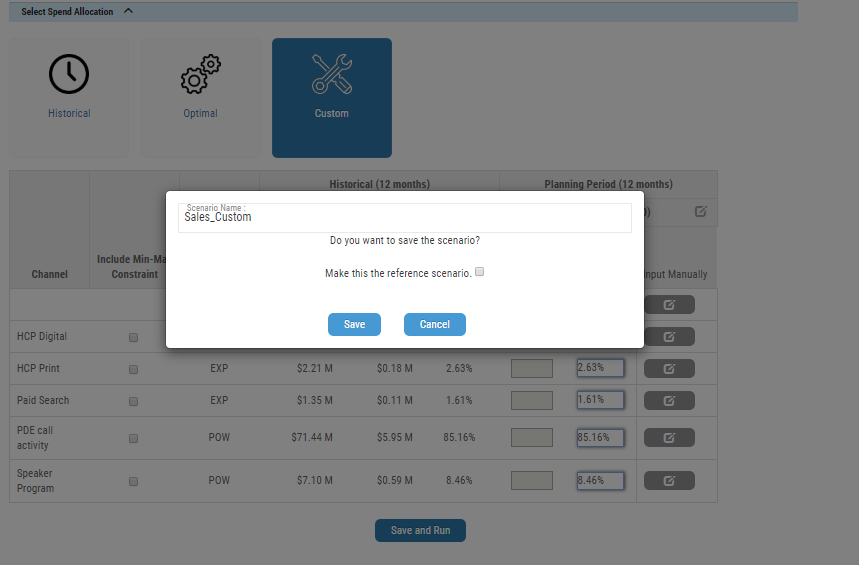 Select Spend Allocation
Historical
Optimal
Custom
Historical (12 months)
Planning Period (12 months)
Scenario Name :
Sales_Custom
Do you want to save the scenario?
Make this the reference scenario.
Save
Cancel
Channel
Include Min-Ma
Constraint
nput Manually
HCP Digital
HCP Print EXP $2.21 M $0.18 M 2.63% 2.63%
Paid Search EXP $1.35 M $0.11 M 1.61% 1.61%
PDE call
activity POW $71.44 M $5.95 M 85.16% 85.16%
Speaker
Program POW $7.10 M $0.59 M 8.46% 8.46%
Save and Run